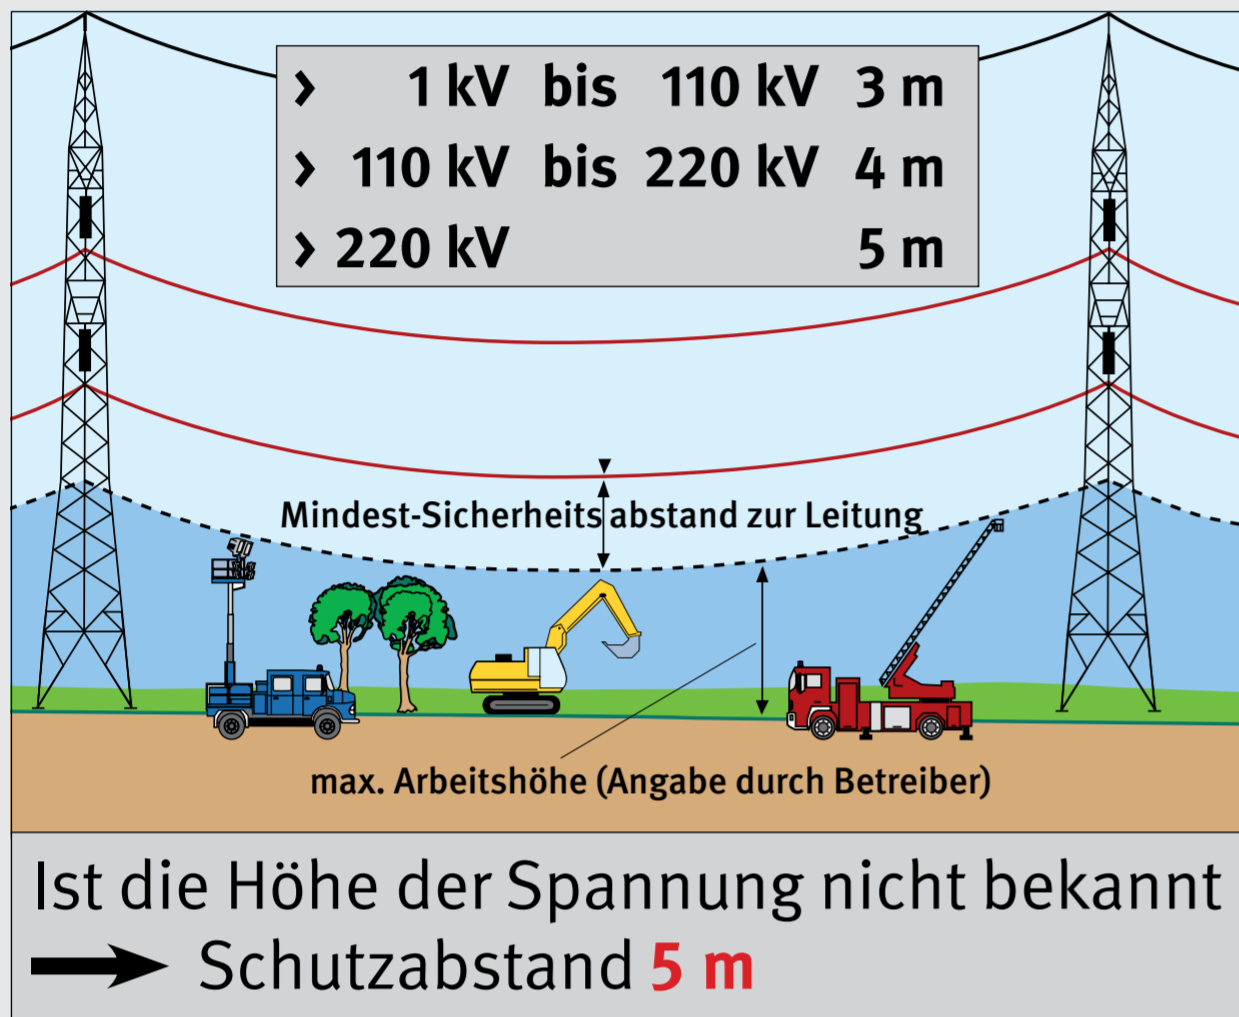 > 1 kV bis 110 kV 3 m
> 110 kV bis 220 kV 4 m
> 220 kV 5 m
Mindest-Sicherheitsabstand zur Leitung
max. Arbeitshöhe (Angabe durch Betreiber)
Ist die Höhe der Spannung nicht bekannt
Schutzabstand 5 m